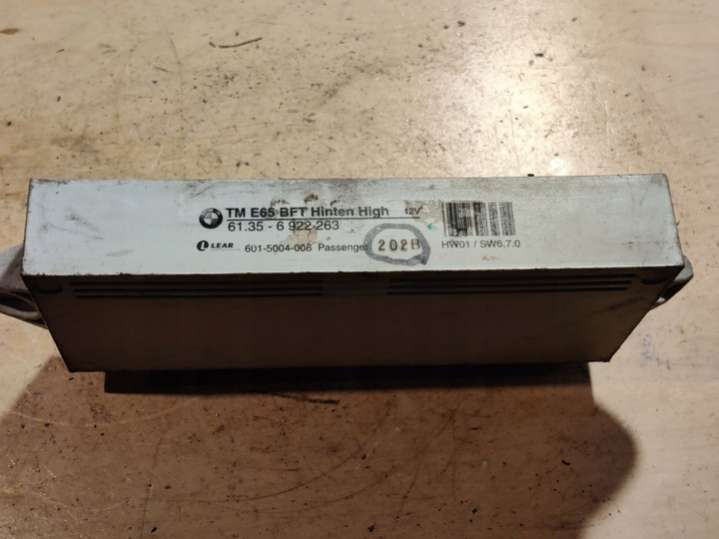 TM E65 BFT Hinten High 12V
61.35 - 6 922 263
LEAR 601-5004-006 Passenger 202B HW01 / SW6.7.0